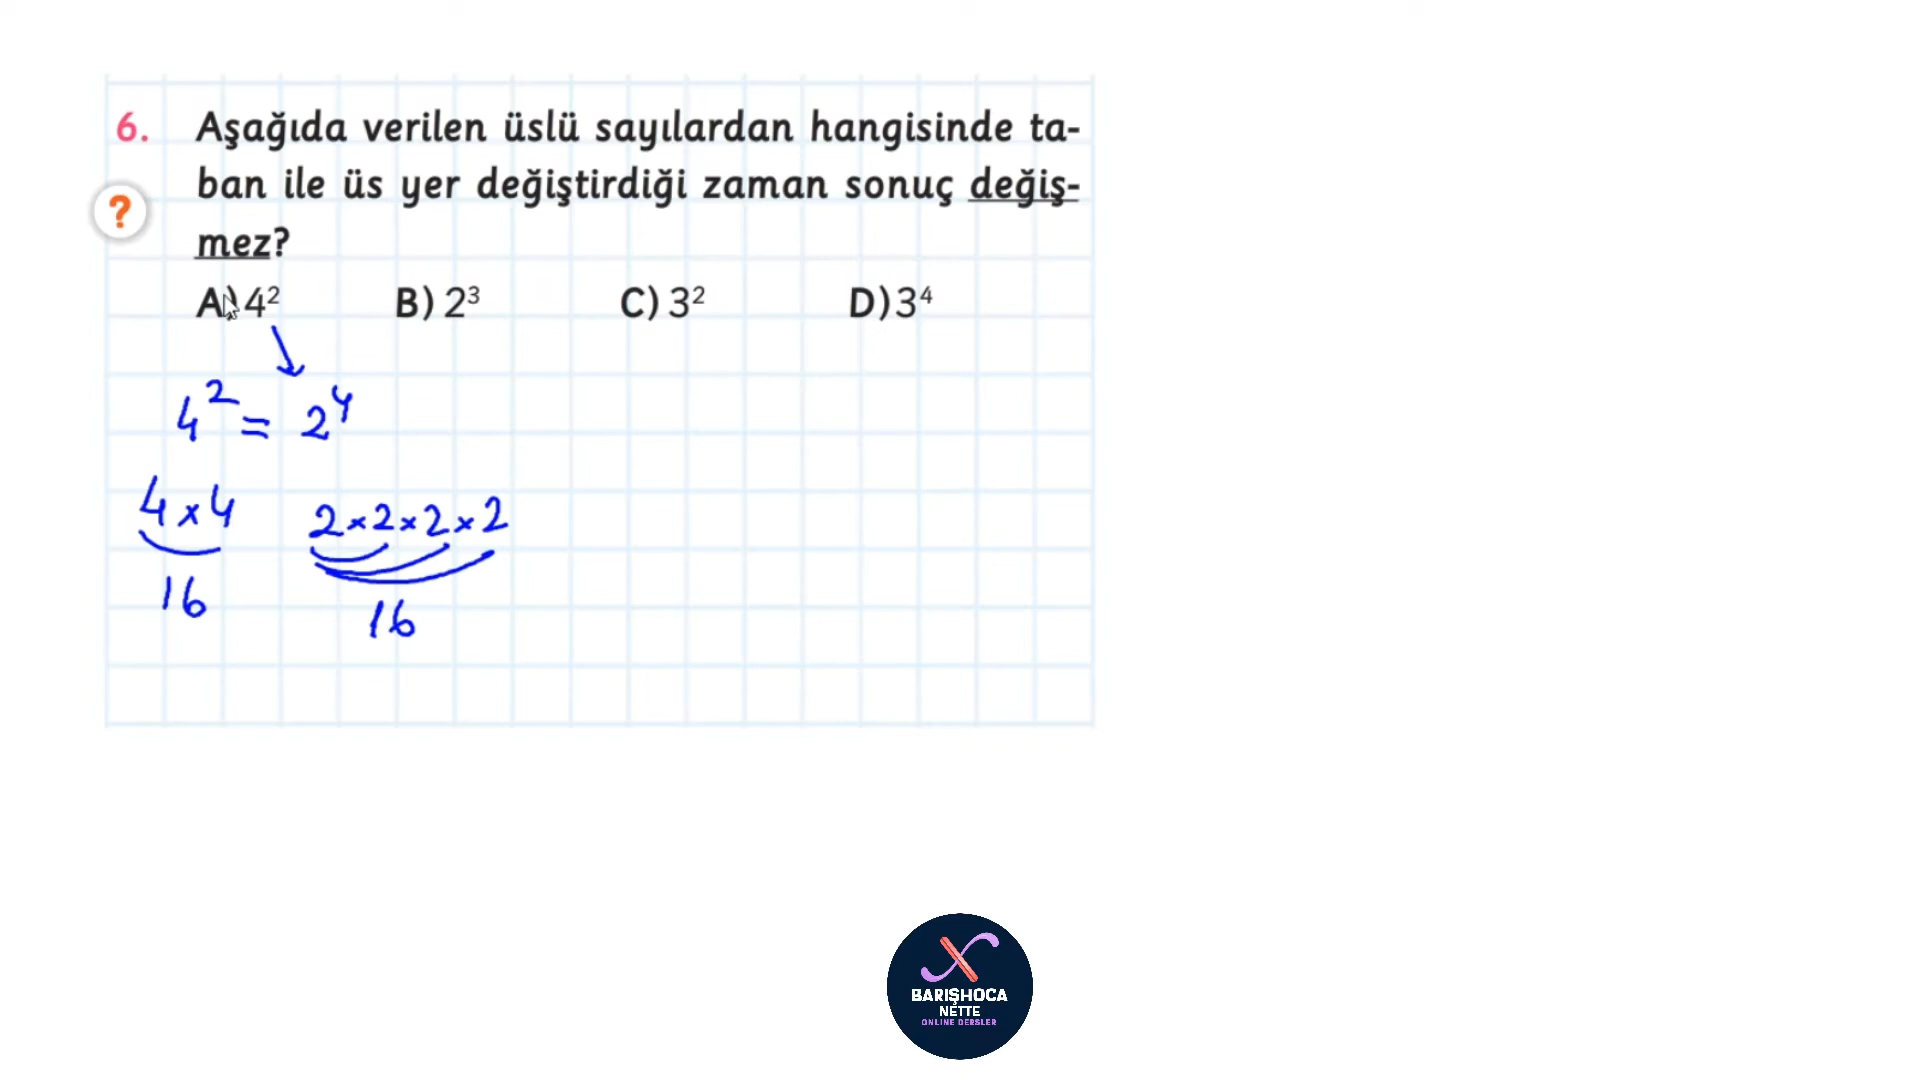 6. Aşağıda verilen üslü sayılardan hangisinde ta-
ban ile üs yer değiştirdiği zaman sonuç değiş-
?
mez?
A) 4² B) 2³ C) 3² D) 3⁴
4² = 2⁴
4 × 4 2 × 2 × 2 × 2
16 16
BARIŞHOCA
NETTE
ONLINE DERSLER